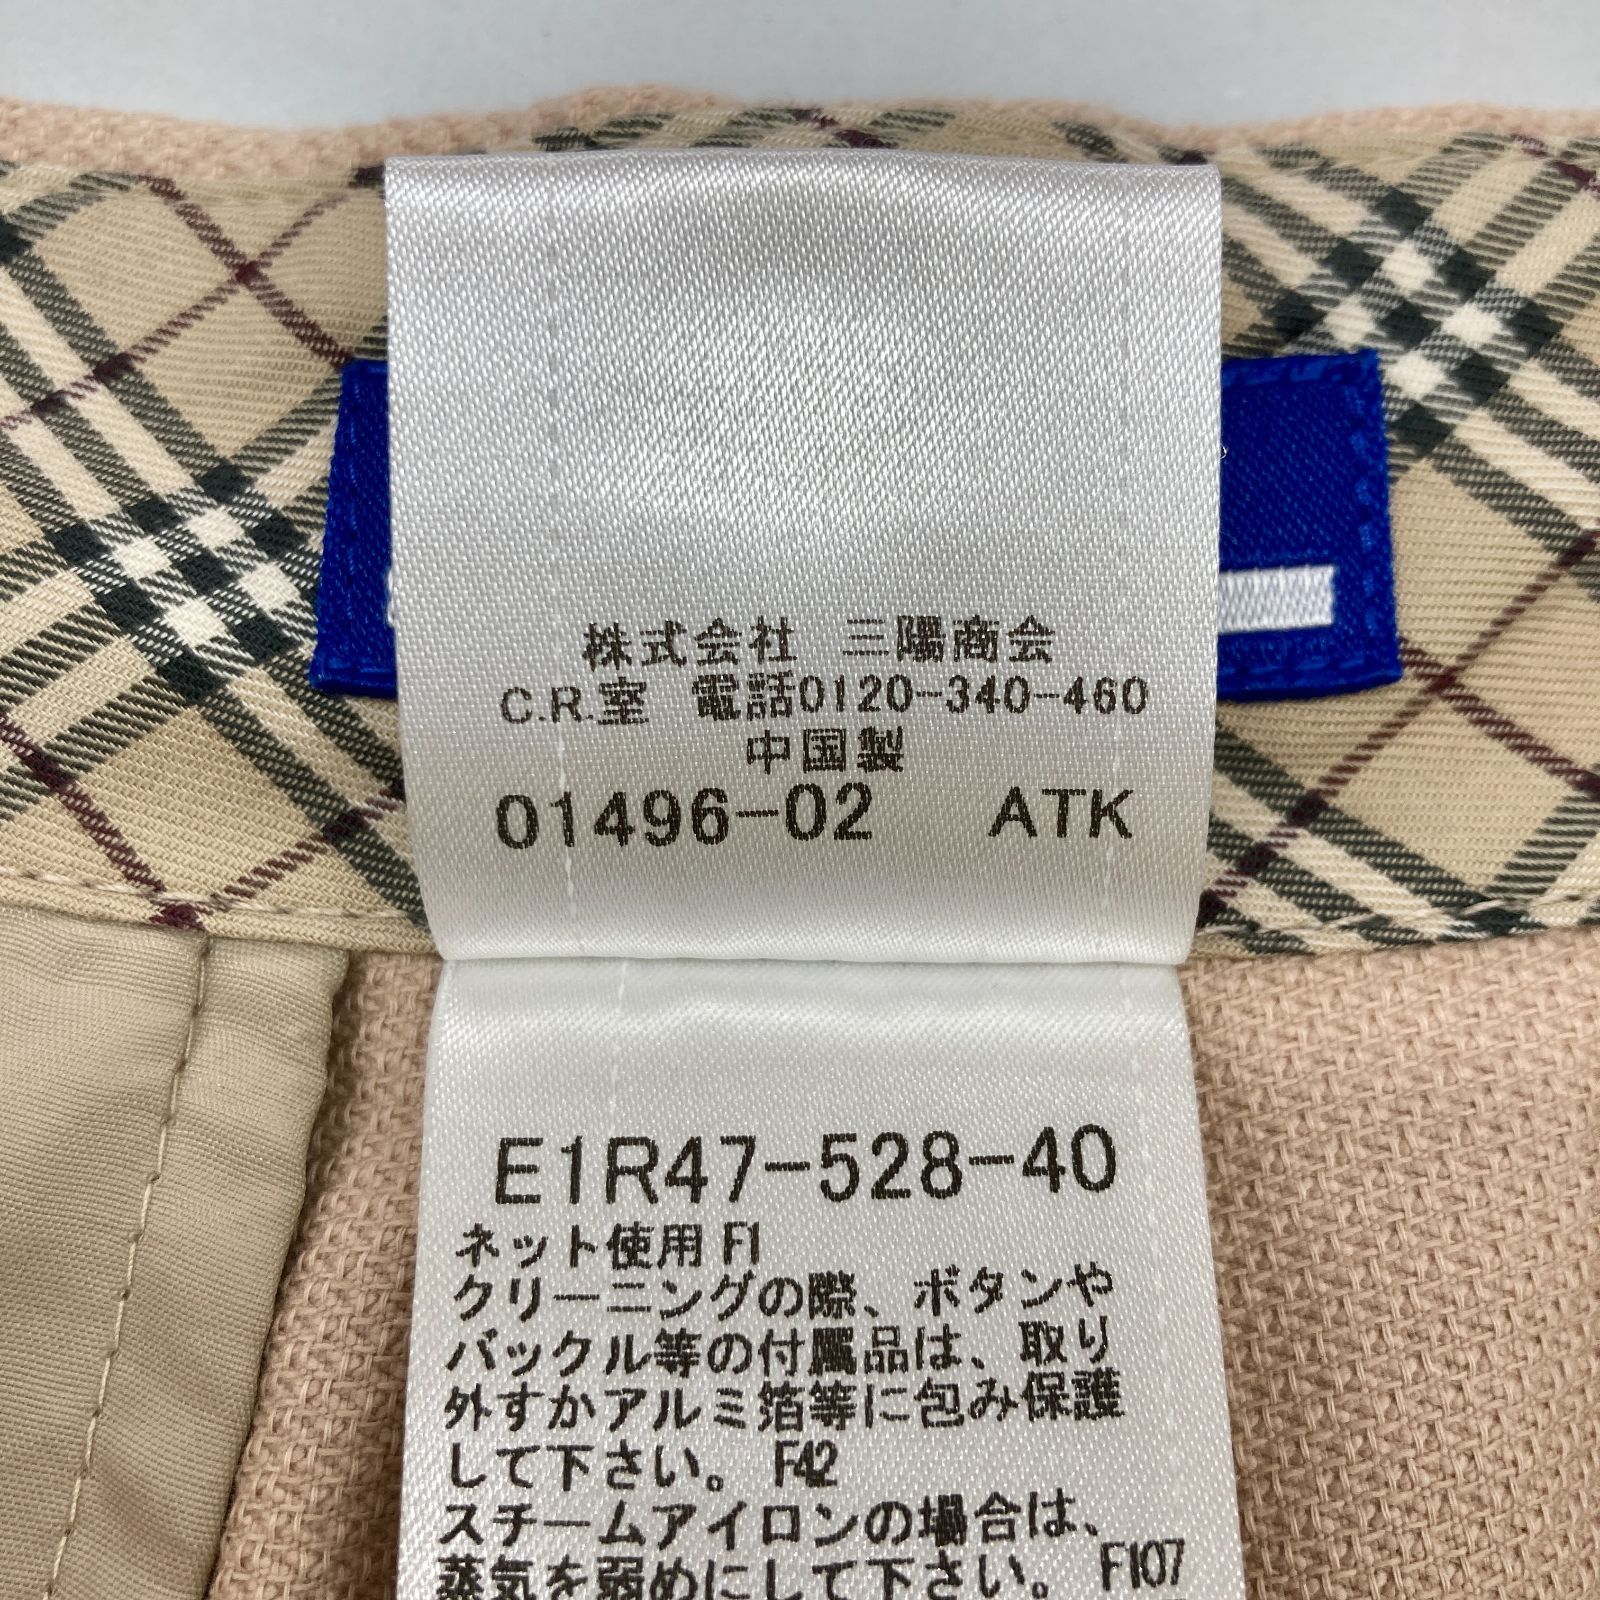 株式会社 三陽商会
C.R.室 電話0120-340-460
中国製
01496-02 ATK
E1R47-528-40
ネット使用 F1
クリーニングの際、ボタンや
バックル等の付属品は、取り
外すかアルミ箔等に包み保護
して下さい。 F42
スチームアイロンの場合は、
蒸気を弱めにして下さい。 F107